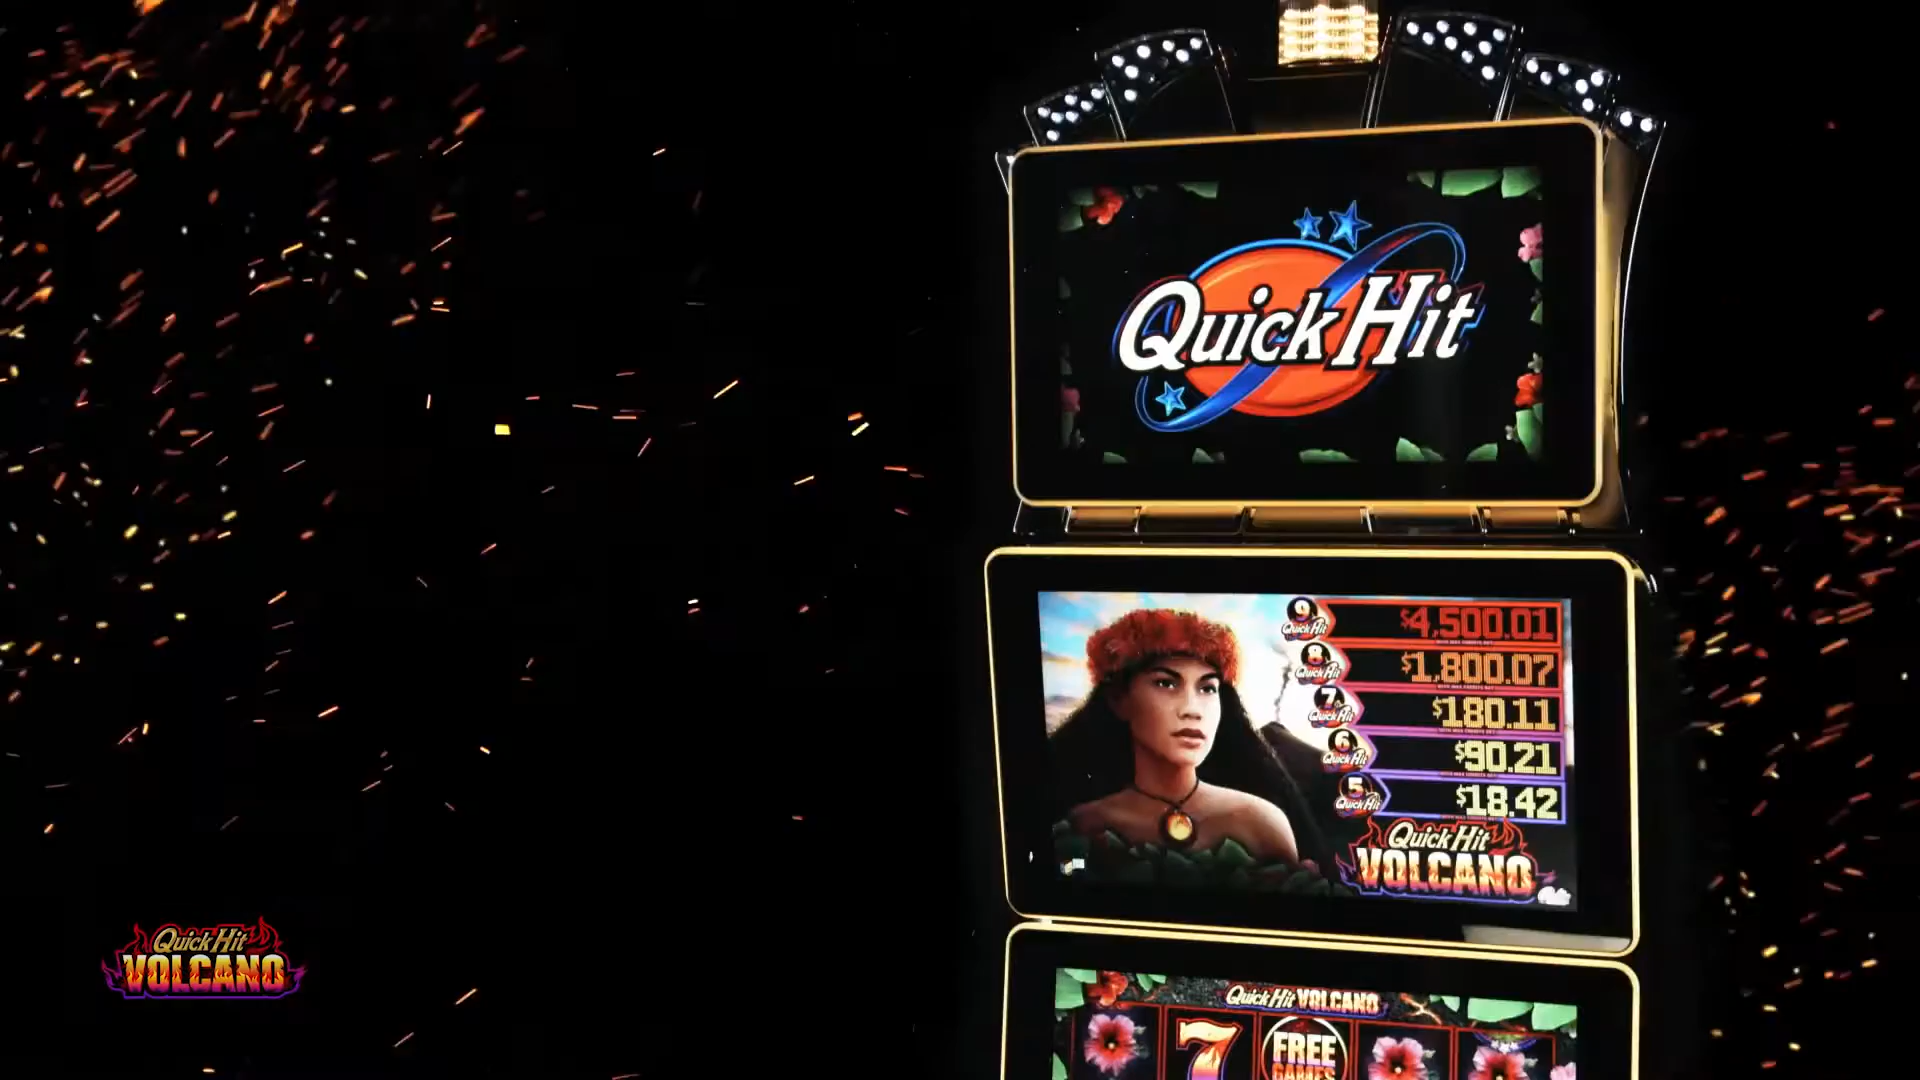 Quick Hit
9
Quick Hit
$4,500.01
8
Quick Hit
$1,800.07
7
Quick Hit
$180.11
6
Quick Hit
$90.21
5
Quick Hit
$18.42
Quick Hit
VOLCANO
Quick Hit VOLCANO
7
FREE
GAMES
Quick Hit
VOLCANO